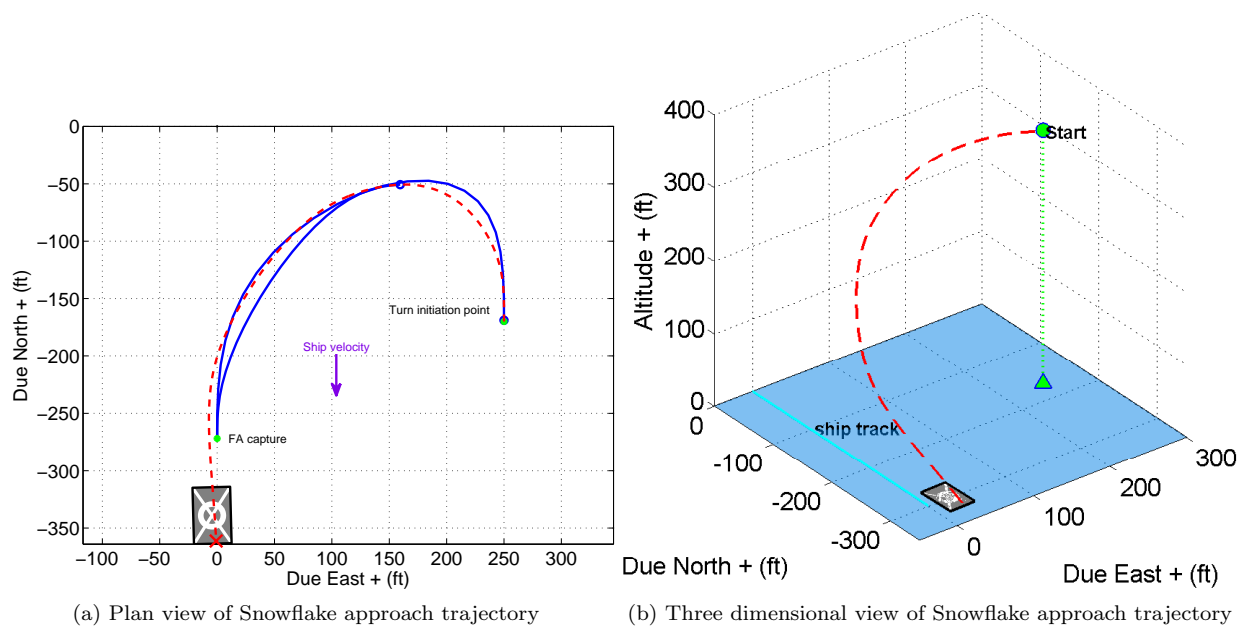 0
−50
−100
−150
−200
−250
−300
−350
Due North + (ft)
Turn initiation point
Ship velocity
FA capture
−100 −50 0 50 100 150 200 250 300
Due East + (ft)
(a) Plan view of Snowflake approach trajectory
400
300
200
100
0
Altitude + (ft)
Start
ship track
0
-100
-200
-300
Due North + (ft)
0
100
200
300
Due East + (ft)
(b) Three dimensional view of Snowflake approach trajectory